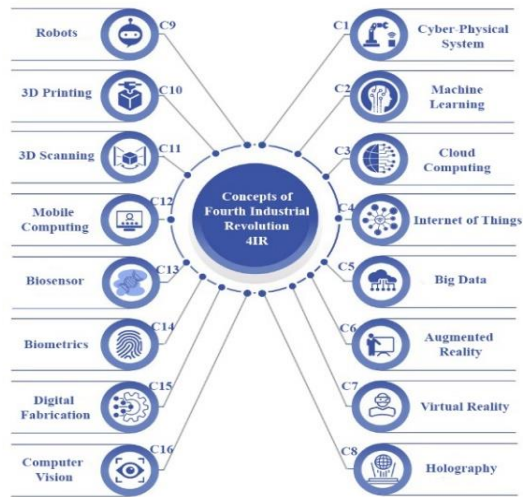 Robots
C9
3D Printing
C10
3D Scanning
C11
Mobile
Computing
C12
Biosensor
C13
Biometrics
C14
Digital
Fabrication
C15
Computer
Vision
C16
Concepts of
Fourth Industrial
Revolution
4IR
C1
Cyber-Physical
System
C2
Machine
Learning
C3
Cloud
Computing
C4
Internet of Things
C5
Big Data
C6
Augmented
Reality
C7
Virtual Reality
C8
Holography